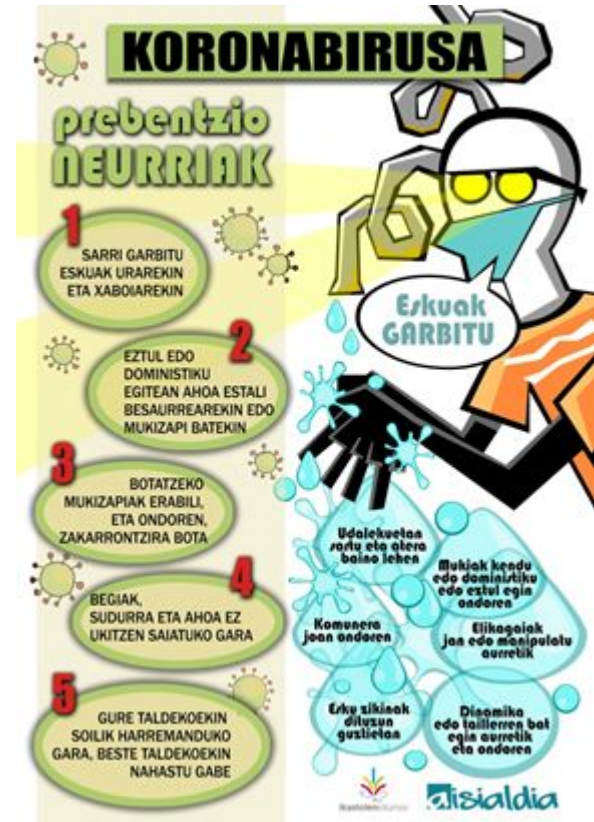 KORONABIRUSA
prebentzio
NEURRIAK
1
SARRI GARBITU
ESKUAK URAREKIN
ETA XABOIAREKIN
2
EZTUL EDO
DOMINISTIKU
EGITEAN AHOA ESTALI
BESAURREAREKIN EDO
MUKIZAPI BATEKIN
3
BOTATZEKO
MUKIZAPIAK ERABILI,
ETA ONDOREN,
ZAKARRONTZIRA BOTA
4
BEGIAK,
SUDURRA ETA AHOA EZ
UKITZEN SAIATUKO GARA
5
GURE TALDEKOEKIN
SOILIK HARREMANDUKO
GARA, BESTE TALDEKOEKIN
NAHASTU GABE
Eskuak
GARBITU
Udalekuetan
sartu eta atera
baino lehen
Mukiak kendu
edo doministiku
edo eztul egin
ondoren
Komunera
joan ondoren
Elikagaiak
jan edo manipulatu
aurretik
Esku zikinak
dituzun
guztietan
Dinamika
edo taillerren bat
egin aurretik
eta ondoren
aisialdia